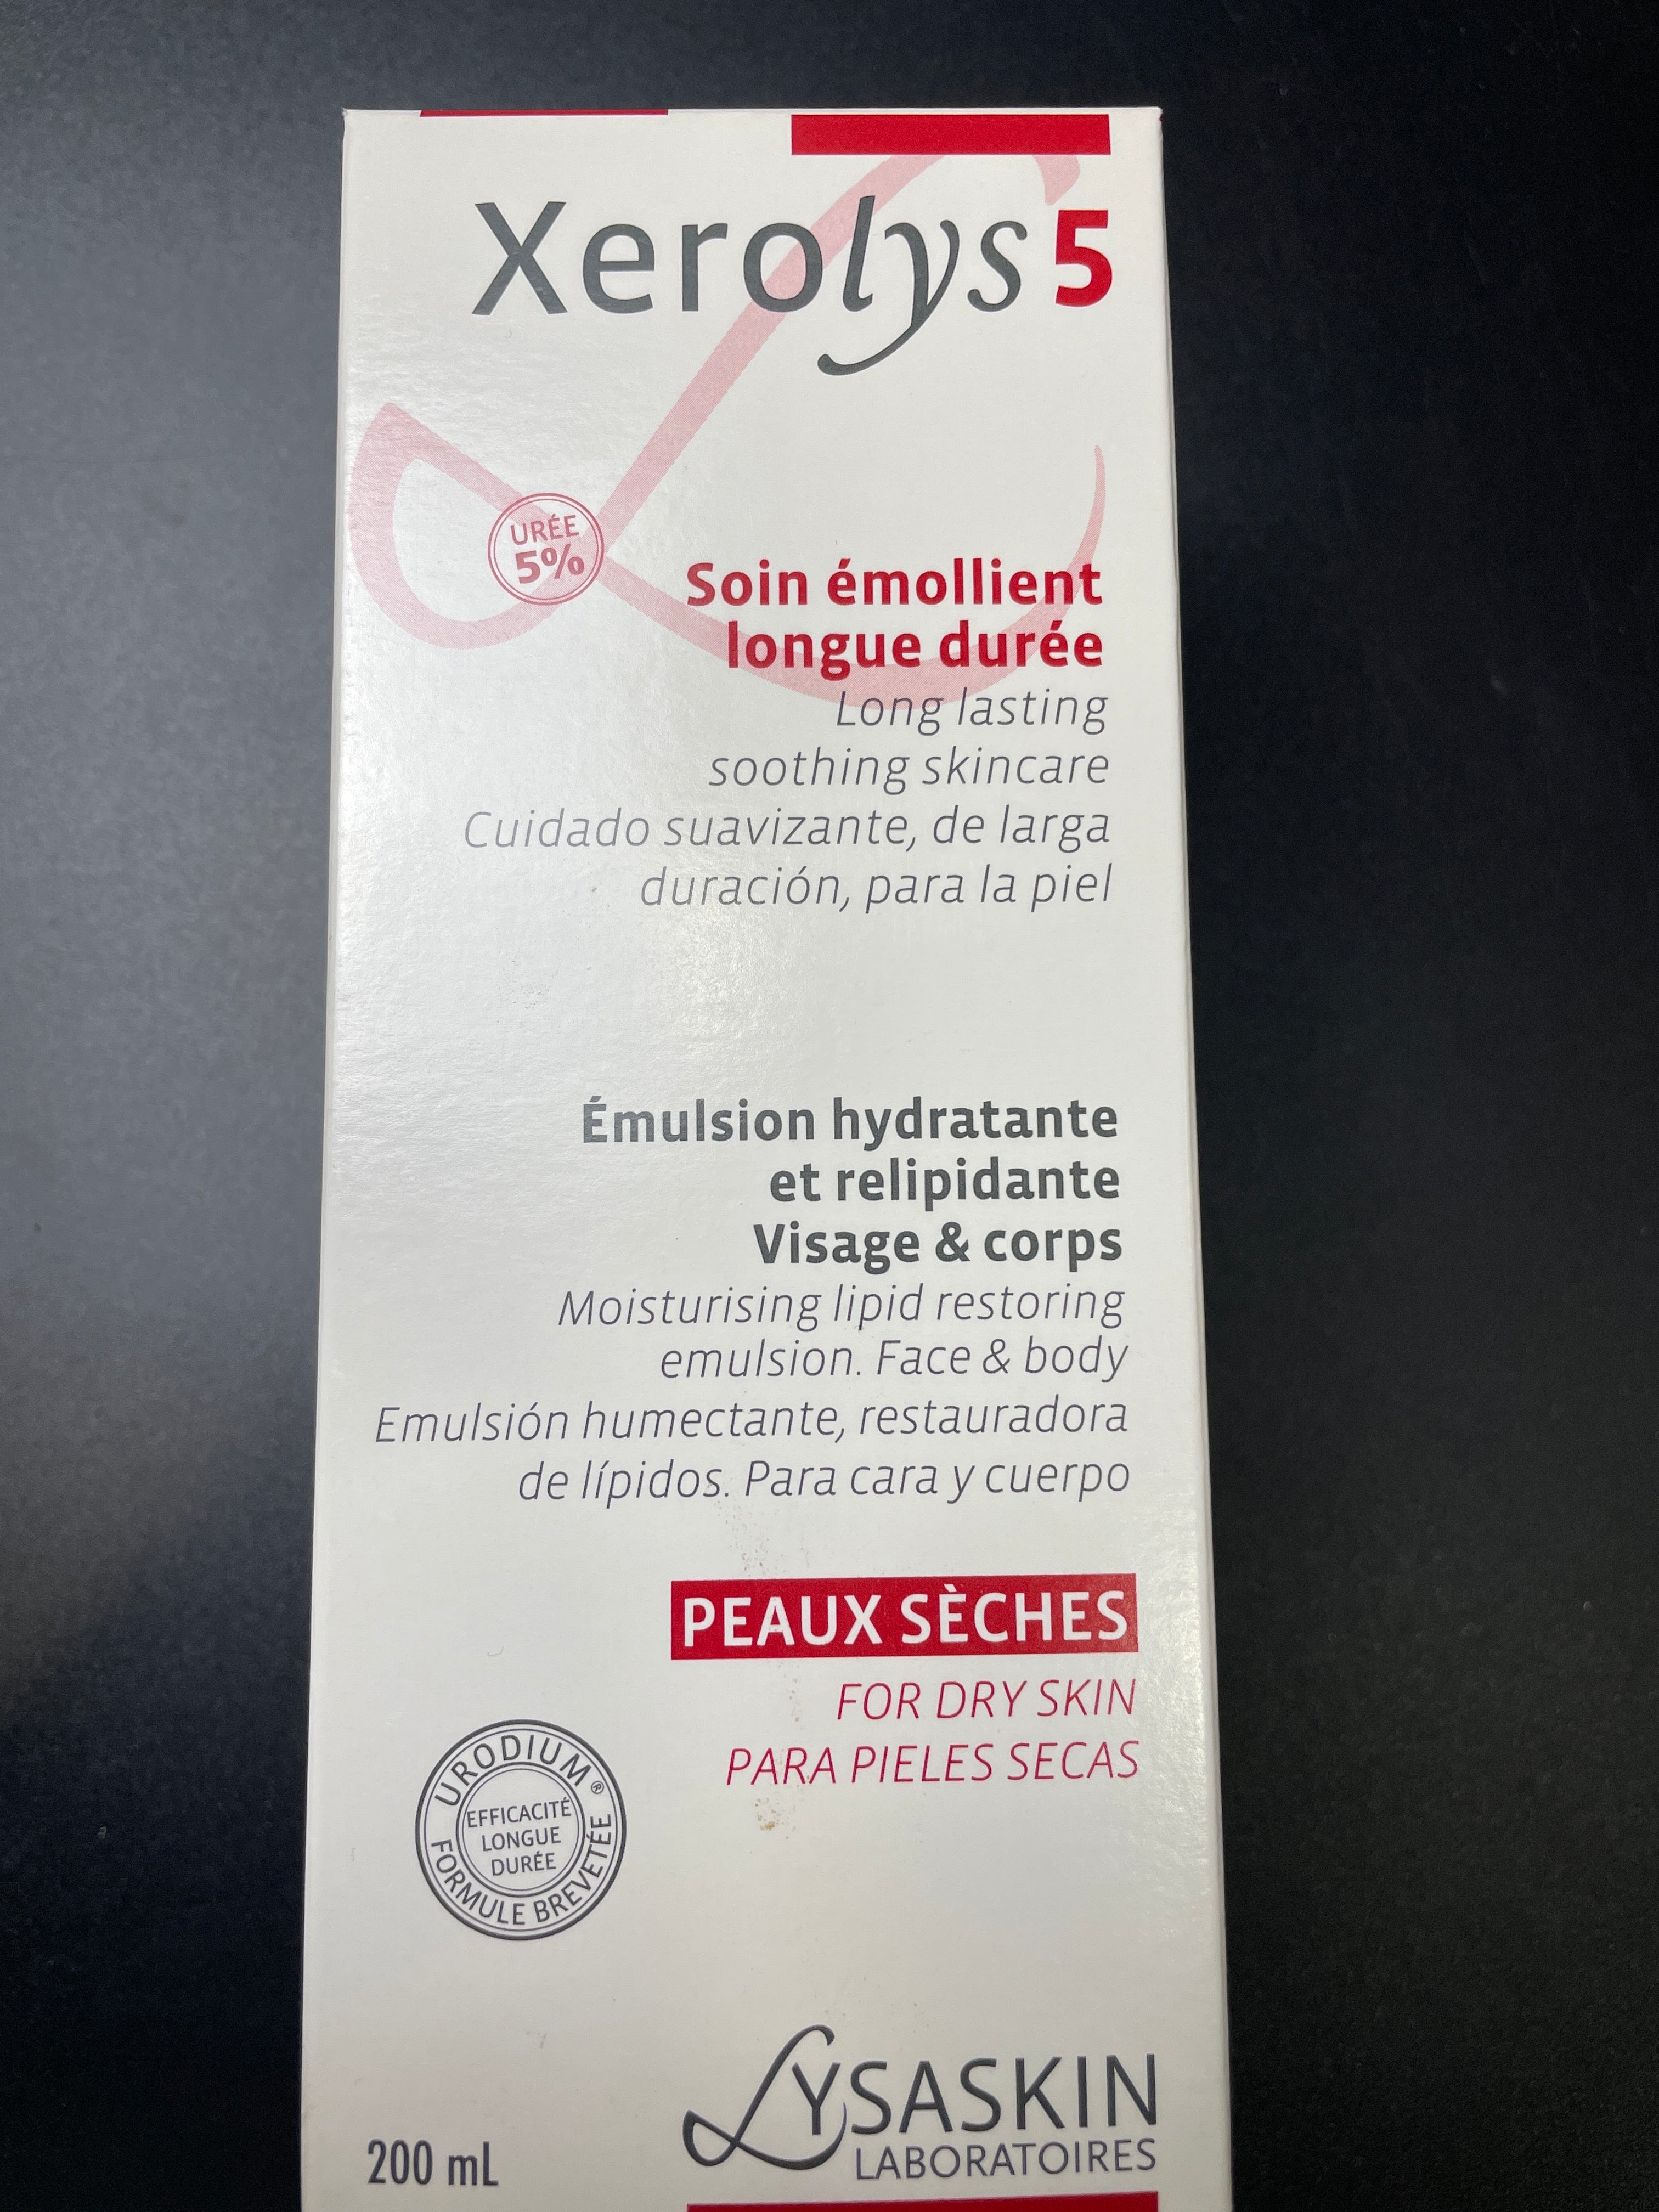 Xerolys 5
URÉE
5%
Soin émollient
longue durée
Long lasting
soothing skincare
Cuidado suavizante, de larga
duración, para la piel
Émulsion hydratante
et relipidante
Visage & corps
Moisturising lipid restoring
emulsion. Face & body
Emulsión humectante, restauradora
de lípidos. Para cara y cuerpo
PEAUX SÈCHES
FOR DRY SKIN
PARA PIELES SECAS
URODIUM®
EFFICACITÉ
LONGUE
DURÉE
FORMULE BREVETÉE
LYSASKIN
LABORATOIRES
200 mL